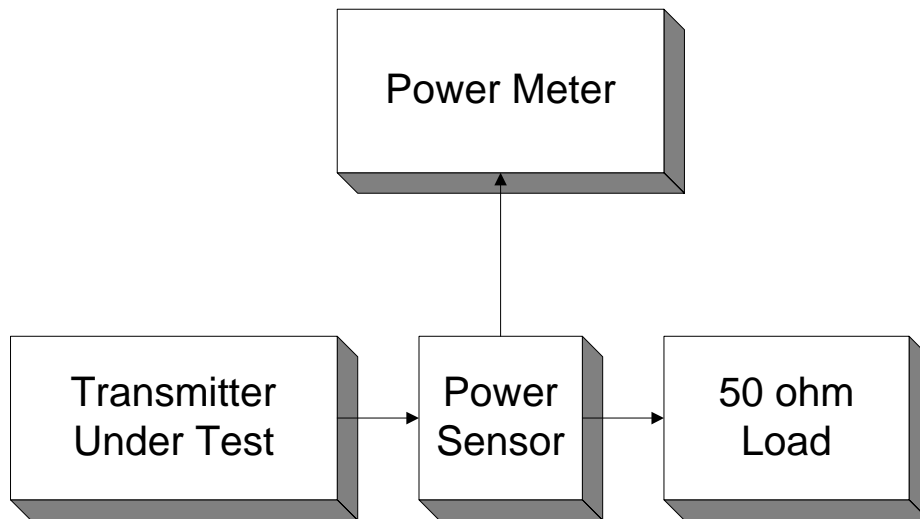 Power Meter
Transmitter
Under Test
Power
Sensor
50 ohm
Load